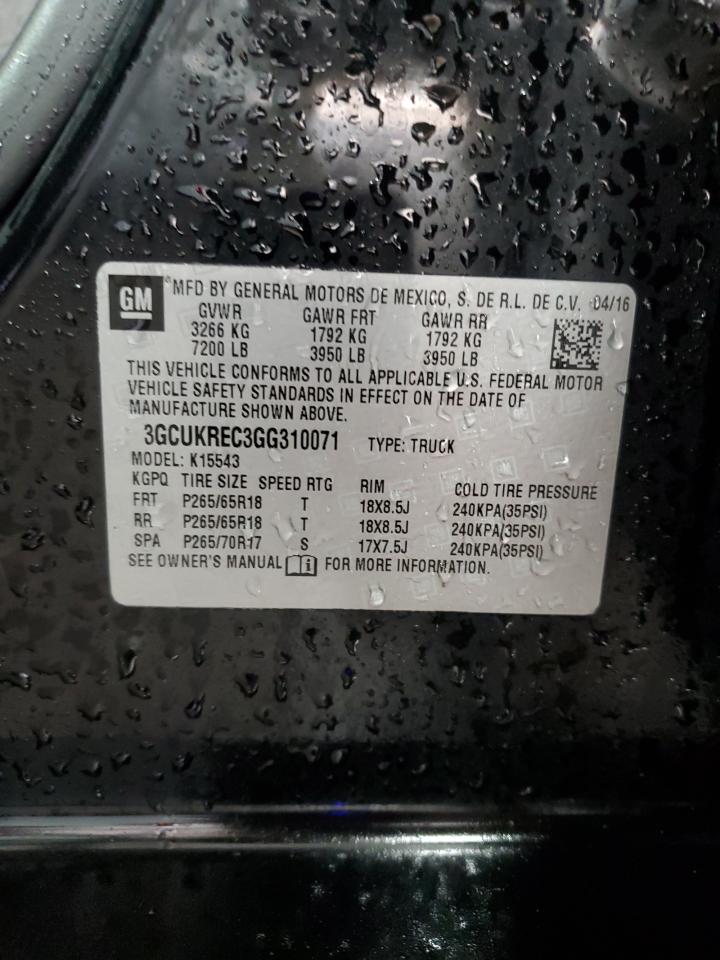 GM
©MFD BY GENERAL MOTORS DE MEXICO, S. DE R.L. DE C.V. 04/16
GVWR GAWR FRT GAWR RR
3266 KG 1792 KG 1792 KG
7200 LB 3950 LB 3950 LB
THIS VEHICLE CONFORMS TO ALL APPLICABLE U.S. FEDERAL MOTOR
VEHICLE SAFETY STANDARDS IN EFFECT ON THE DATE OF
MANUFACTURE SHOWN ABOVE.
3GCUKREC3GG310071 TYPE: TRUCK
MODEL: K15543
KGPQ TIRE SIZE SPEED RTG RIM COLD TIRE PRESSURE
FRT P265/65R18 T 18X8.5J 240KPA(35PSI)
RR P265/65R18 T 18X8.5J 240KPA(35PSI)
SPA P265/70R17 S 17X7.5J 240KPA(35PSI)
SEE OWNER'S MANUAL i FOR MORE INFORMATION.